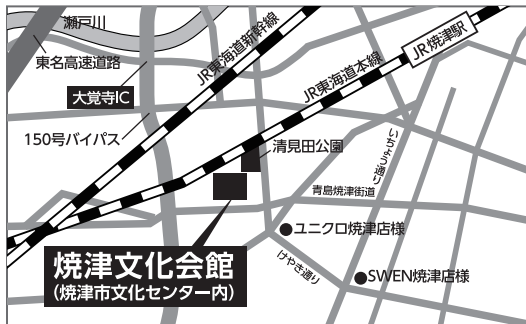 瀬戸川
東名高速道路
大覚寺IC
150号バイパス
JR東海道新幹線
JR東海道本線
JR焼津駅
清見田公園
いちょう通り
青島焼津街道
ユニクロ焼津店様
けやき通り
SWEN焼津店様
焼津文化会館
(焼津市文化センター内)